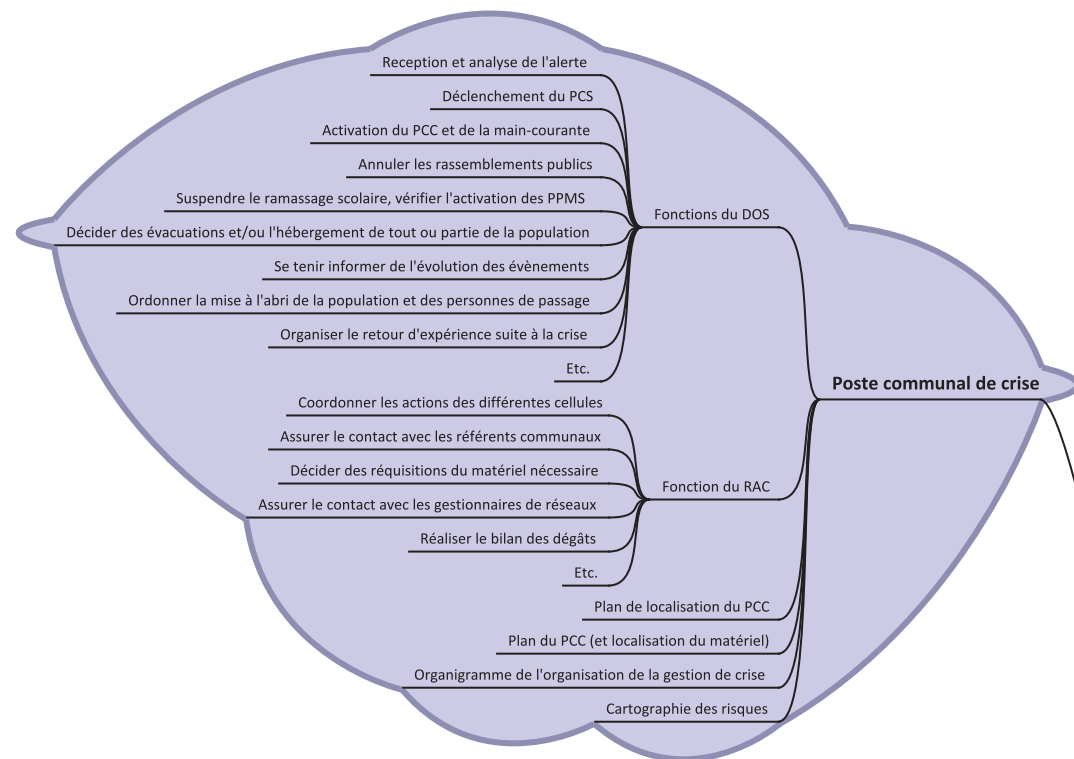 Reception et analyse de l'alerte
Déclenchement du PCS
Activation du PCC et de la main-courante
Annuler les rassemblements publics
Suspendre le ramassage scolaire, vérifier l'activation des PPMS
Fonctions du DOS
Décider des évacuations et/ou l'hébergement de tout ou partie de la population
Se tenir informer de l'évolution des évènements
Ordonner la mise à l'abri de la population et des personnes de passage
Organiser le retour d'expérience suite à la crise
Etc.
Poste communal de crise
Coordonner les actions des différentes cellules
Assurer le contact avec les référents communaux
Décider des réquisitions du matériel nécessaire
Fonction du RAC
Assurer le contact avec les gestionnaires de réseaux
Réaliser le bilan des dégâts
Etc.
Plan de localisation du PCC
Plan du PCC (et localisation du matériel)
Organigramme de l'organisation de la gestion de crise
Cartographie des risques